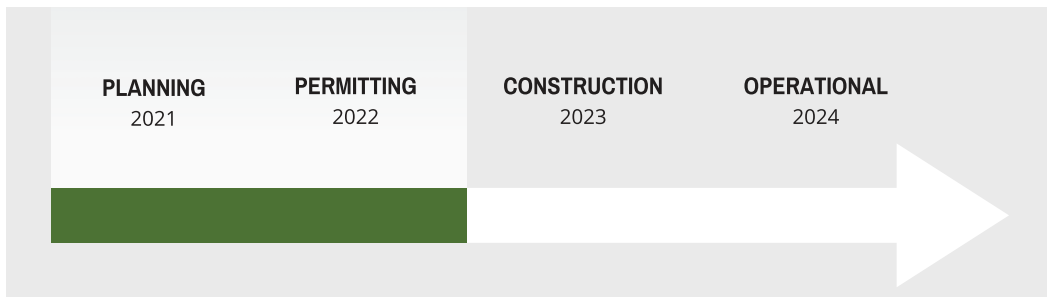 PLANNING
2021
PERMITTING
2022
CONSTRUCTION
2023
OPERATIONAL
2024